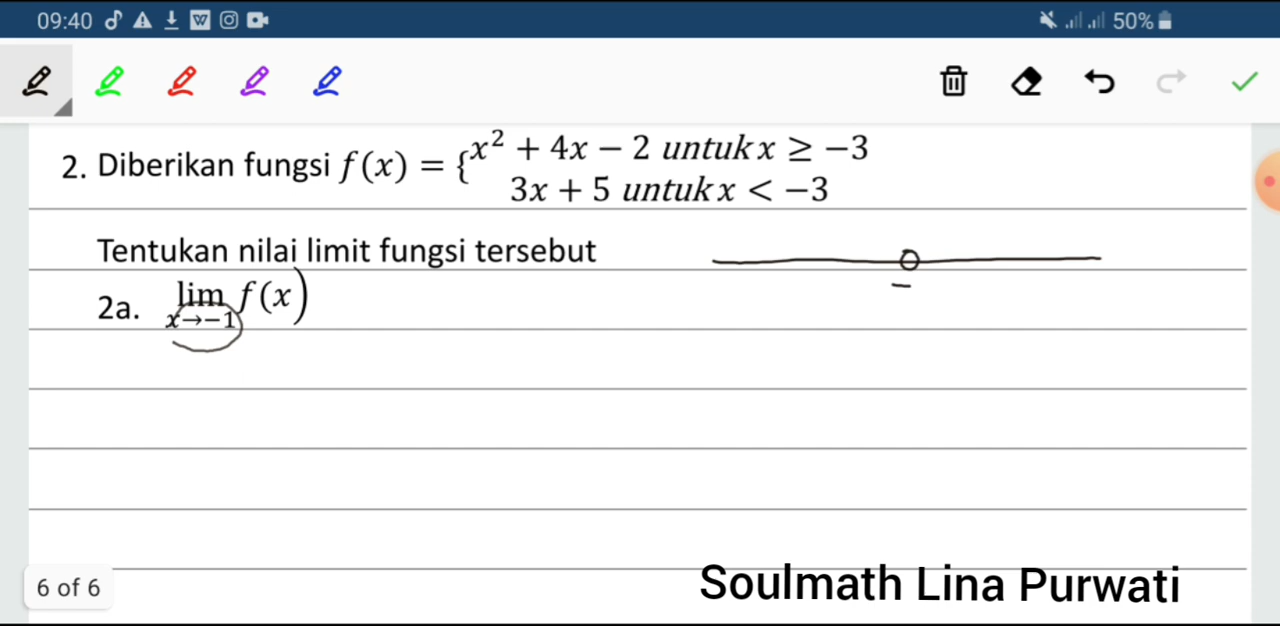 09:40 50%
2. Diberikan fungsi f(x) = {x² + 4x − 2 untuk x ≥ −3
3x + 5 untuk x < −3
Tentukan nilai limit fungsi tersebut
2a. lim f(x)
x→−1
6 of 6
Soulmath Lina Purwati